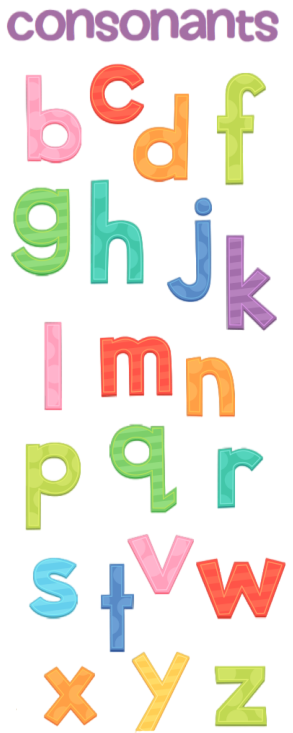 consonants
b c d f
g h j k
l m n
p q r
s t v w
x y z